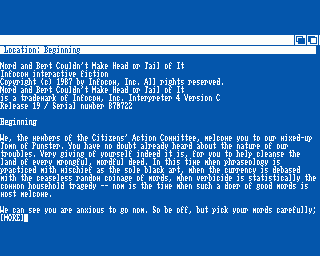 Location: Beginning
Nord and Bert Couldn't Make Head or Tail of It
Infocom interactive fiction
Copyright (c) 1987 by Infocom, Inc. All rights reserved.
Nord and Bert Couldn't Make Head or Tail of It
is a trademark of Infocom, Inc. Interpreter 4 Version C
Release 19 / Serial number 870722
Beginning
We, the members of the Citizens' Action Committee, welcome you to our mixed-up
Town of Punster. You have no doubt already heard about the nature of our
troubles. Very giving of yourself indeed it is, for you to help cleanse the
land of every wrongful, wordful deed. In this time when phraseology is
practiced with mischief as the sole black art, when the currency is debased
with the ceaseless random coinage of words, when verbicide is statistically the
common household tragedy -- now is the time when such a doer of good words is
most welcome.
We can see you are anxious to go now. So be off, but pick your words carefully;
[MORE]